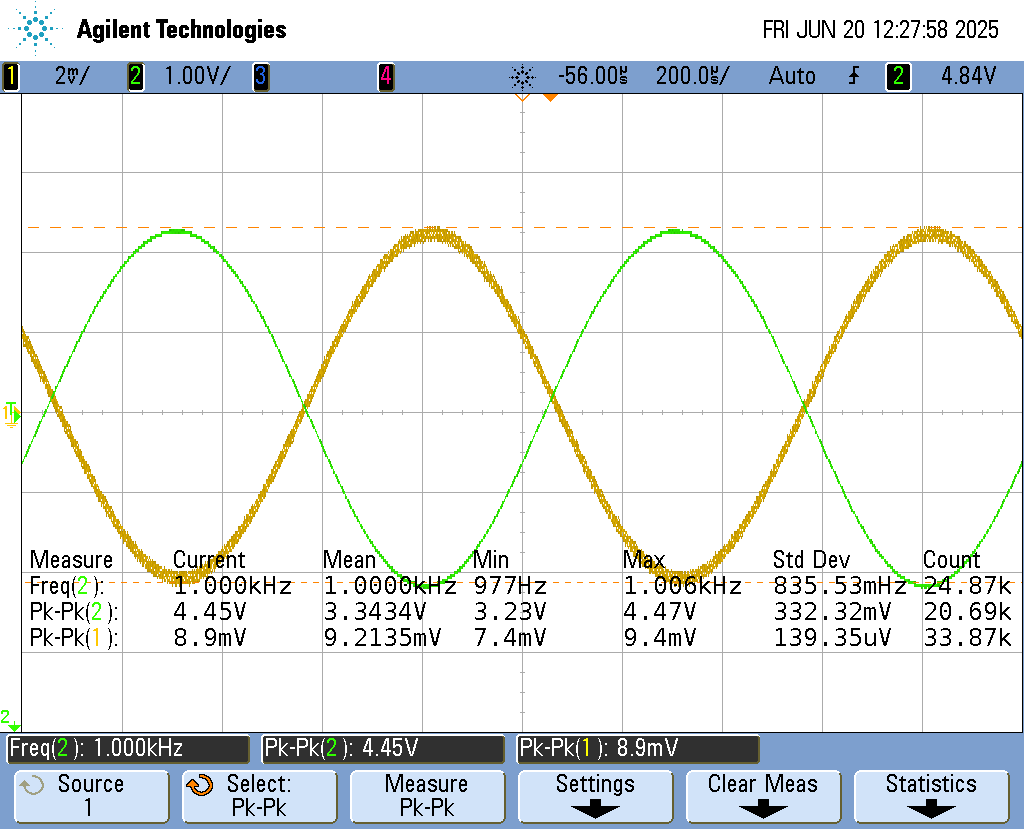 Agilent Technologies FRI JUN 20 12:27:58 2025
1 2mV/ 2 1.00V/ 3 4 -56.00us 200.0us/ Auto 2 4.84V
1 T
Measure Current Mean Min Max Std Dev Count
Freq(2): 1.000kHz 1.0000kHz 977Hz 1.006kHz 835.53mHz 24.87k
Pk-Pk(2): 4.45V 3.3434V 3.23V 4.47V 332.32mV 20.69k
Pk-Pk(1): 8.9mV 9.2135mV 7.4mV 9.4mV 139.35uV 33.87k
2
Freq(2): 1.000kHz Pk-Pk(2): 4.45V Pk-Pk(1): 8.9mV
Source Select: Measure Settings Clear Meas Statistics
1 Pk-Pk Pk-Pk